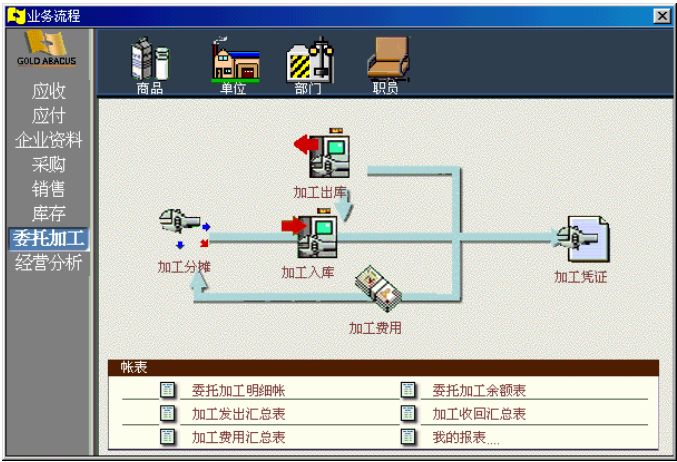 业务流程
GOLD ABACUS
应收
应付
企业资料
采购
销售
库存
委托加工
经营分析
商品
单位
部门
职员
加工出库
加工分摊
加工入库
加工凭证
加工费用
帐表
委托加工明细帐
委托加工余额表
加工发出汇总表
加工收回汇总表
加工费用汇总表
我的报表....